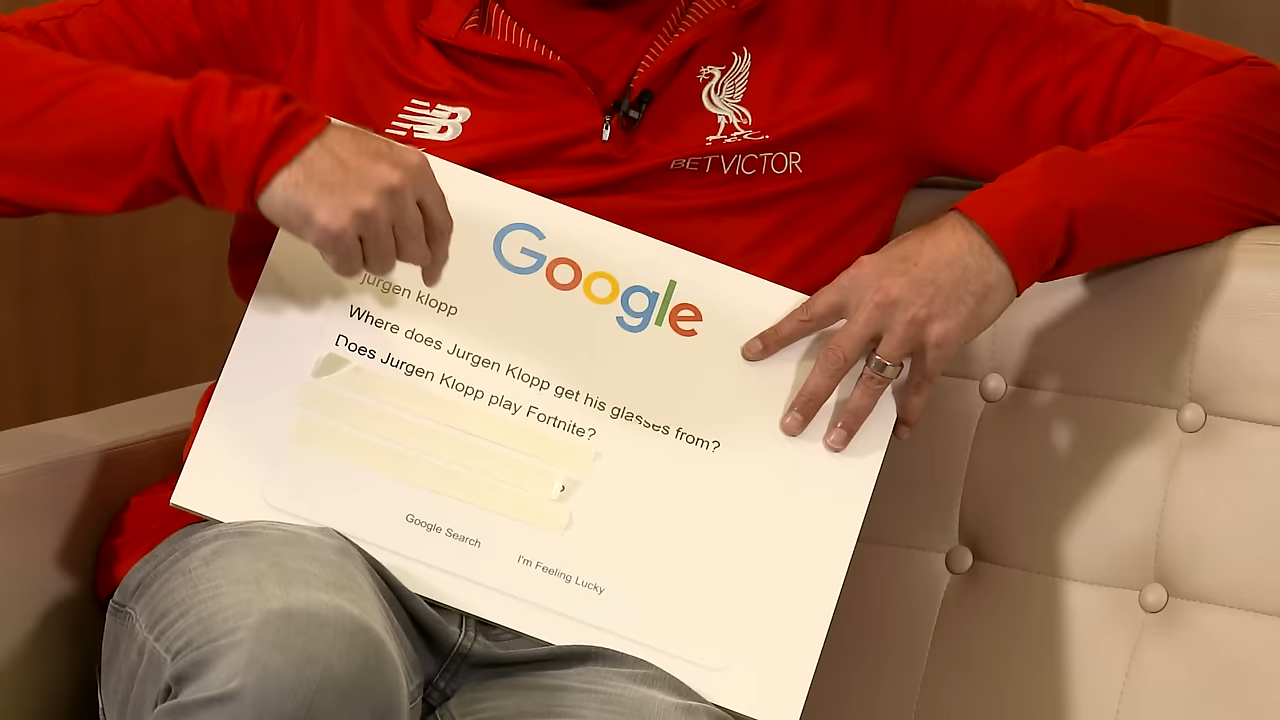 NB
L.F.C.
BETVICTOR
Google
jurgen klopp
Where does Jurgen Klopp get his glasses from?
Does Jurgen Klopp play Fortnite?
?
Google Search
I'm Feeling Lucky